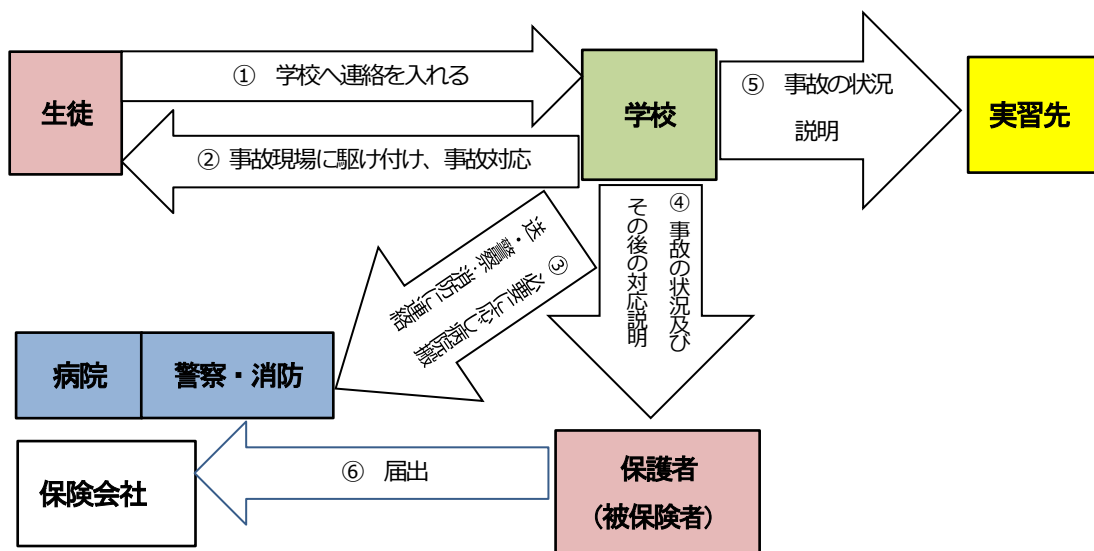 ① 学校へ連絡を入れる
生徒
学校
⑤ 事故の状況
説明
実習先
② 事故現場に駆け付け、事故対応
③ 必要に応じ病院搬
送・警察・消防に連絡
④ 事故の状況及び
その後の対応説明
病院
警察・消防
保険会社
⑥ 届出
保護者
(被保険者)